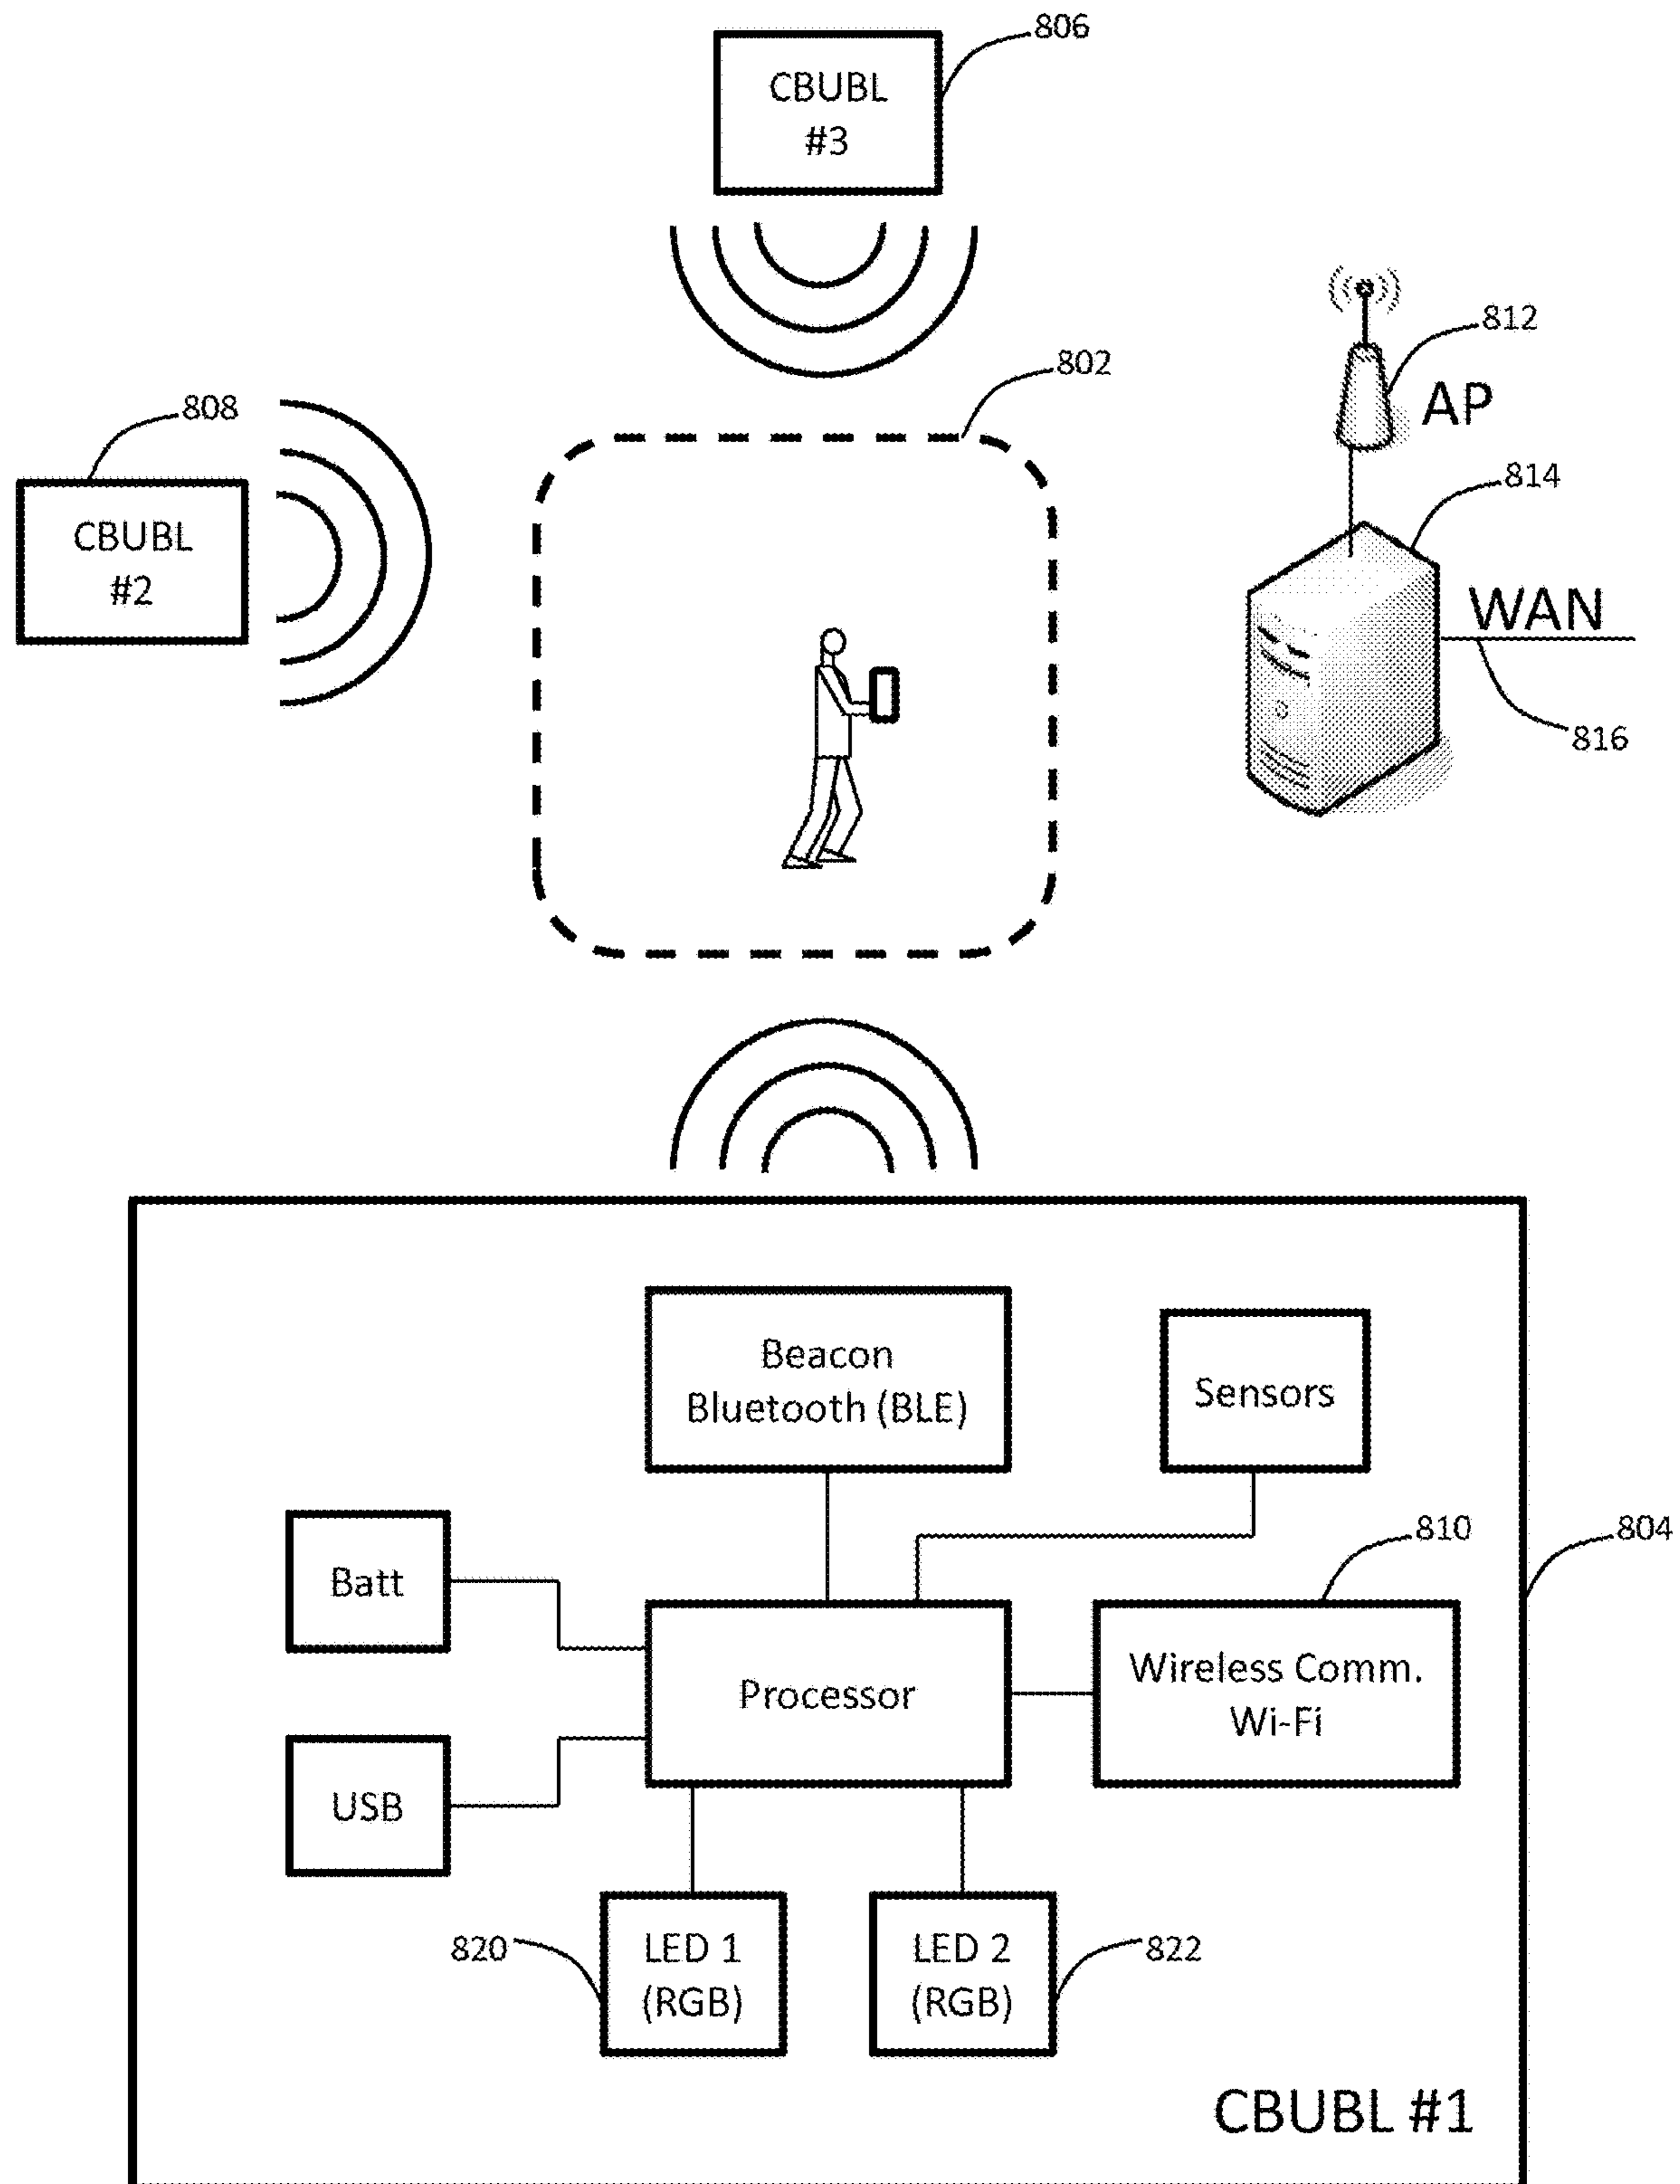 806
CBUBL
#3
812
AP
802
808
CBUBL
#2
814
WAN
816
Beacon
Bluetooth (BLE)
Sensors
810
804
Batt
Processor
Wireless Comm.
Wi-Fi
USB
820
LED 1
(RGB)
LED 2
(RGB)
822
CBUBL #1